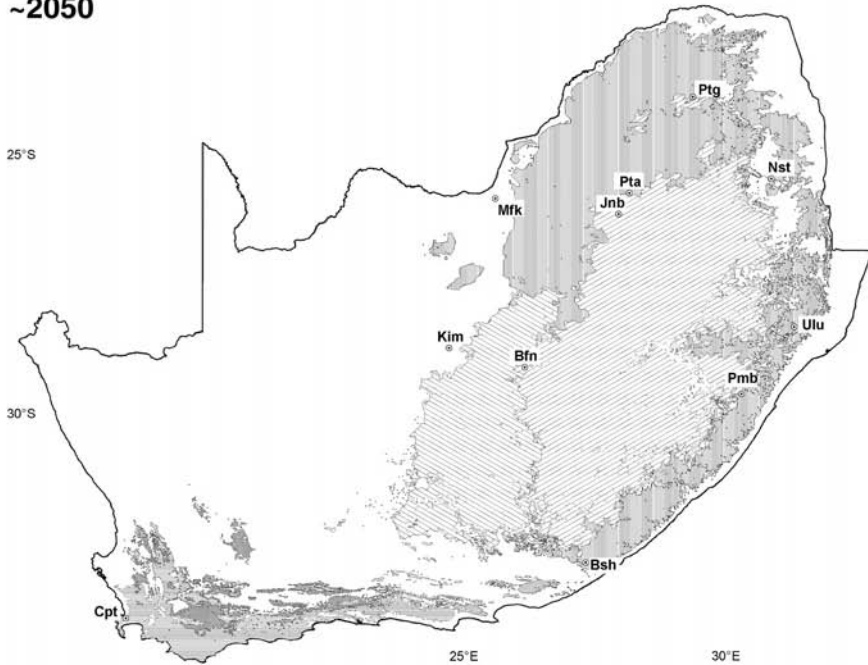 ~2050
Ptg
25°S
Nst
Pta
Jnb
Mfk
Ulu
Kim
Bfn
Pmb
30°S
Bsh
Cpt
25°E
30°E